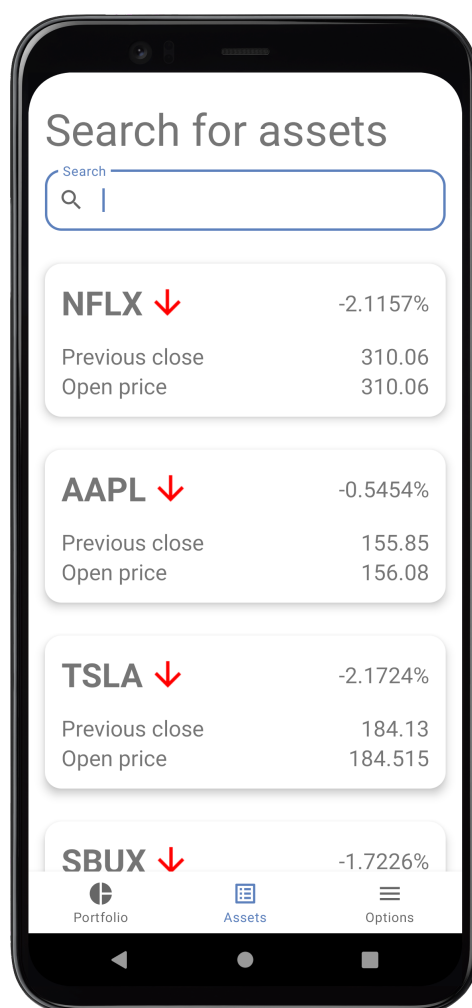 Search for assets
Search
NFLX -2.1157%
Previous close 310.06
Open price 310.06
AAPL -0.5454%
Previous close 155.85
Open price 156.08
TSLA -2.1724%
Previous close 184.13
Open price 184.515
SBUX -1.7226%
Portfolio Assets Options